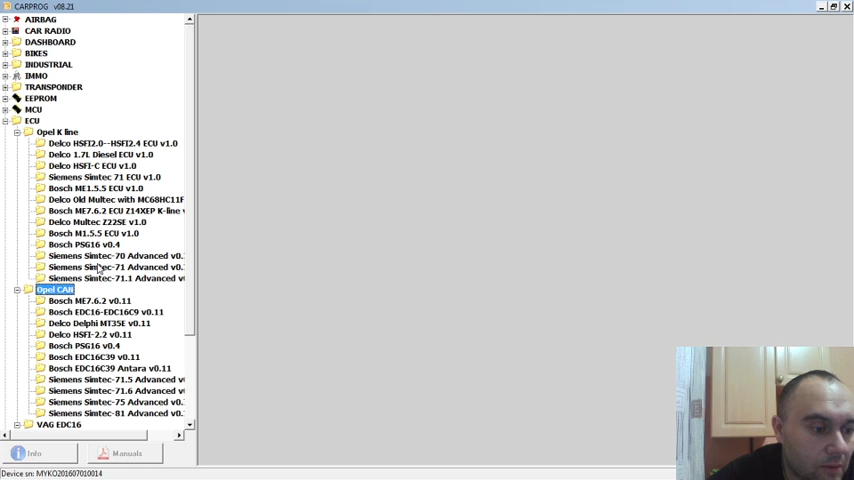 CARPROG v08.21
AIRBAG
CAR RADIO
DASHBOARD
BIKES
INDUSTRIAL
IMMO
TRANSPONDER
EEPROM
MCU
ECU
Opel K line
Delco HSFI2.0--HSFI2.4 ECU v1.0
Delco 1.7L Diesel ECU v1.0
Delco HSFI-C ECU v1.0
Siemens Simtec 71 ECU v1.0
Bosch ME1.5.5 ECU v1.0
Delco Old Multec with MC68HC11F
Bosch ME7.6.2 ECU Z14XEP K-line v
Delco Multec Z22SE v1.0
Bosch M1.5.5 ECU v1.0
Bosch PSG16 v0.4
Siemens Simtec-70 Advanced v0.
Siemens Simtec-71 Advanced v0.
Siemens Simtec-71.1 Advanced v
Opel CAN
Bosch ME7.6.2 v0.11
Bosch EDC16-EDC16C9 v0.11
Delco Delphi MT35E v0.11
Delco HSFI-2.2 v0.11
Bosch PSG16 v0.4
Bosch EDC16C39 v0.11
Bosch EDC16C39 Antara v0.11
Siemens Simtec-71.5 Advanced v
Siemens Simtec-71.6 Advanced v
Siemens Simtec-75 Advanced v0.
Siemens Simtec-81 Advanced v0.
VAG EDC16
Info
Manuals
Device sn: MYKO201607010014